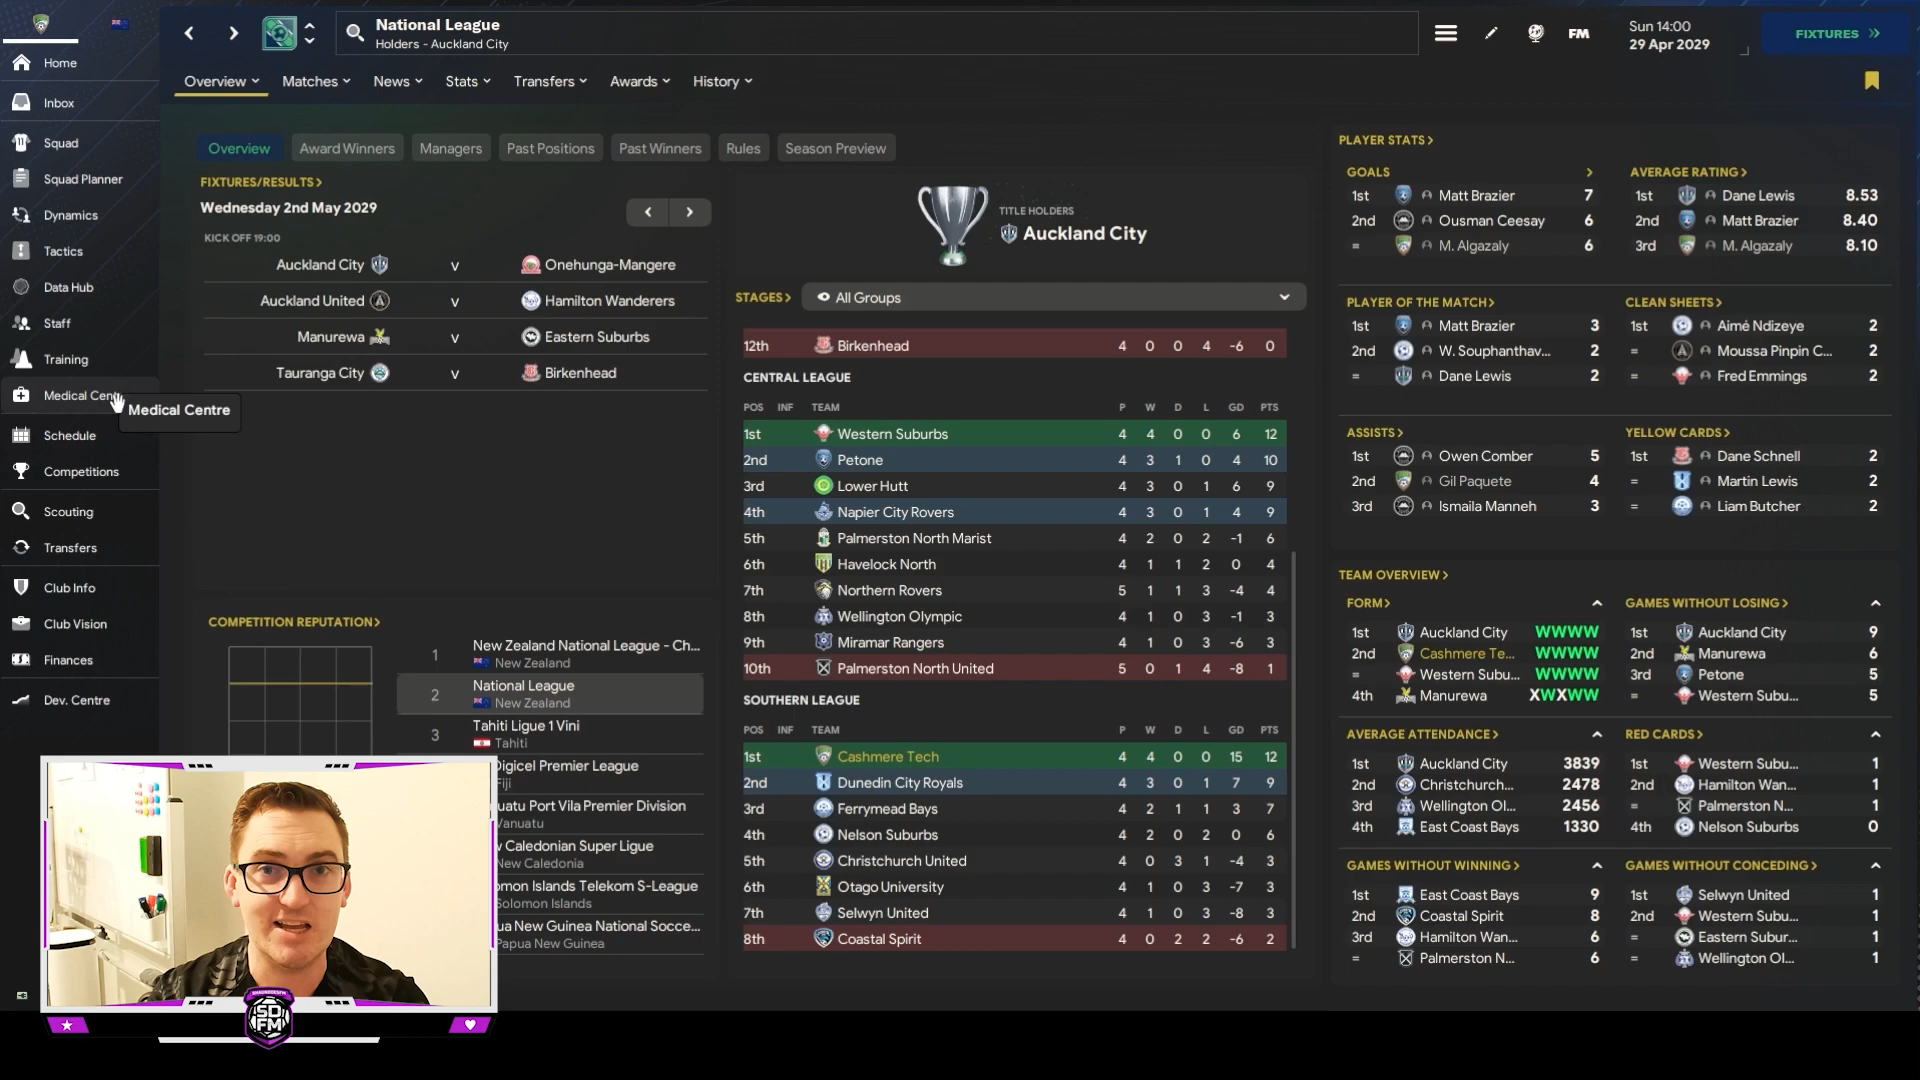 National League
Holders - Auckland City
FM
Sun 14:00
29 Apr 2029
FIXTURES
Home
Inbox
Squad
Squad Planner
Dynamics
Tactics
Data Hub
Staff
Training
Medical Cent
Medical Centre
Schedule
Competitions
Scouting
Transfers
Club Info
Club Vision
Finances
Dev. Centre
Overview
Matches
News
Stats
Transfers
Awards
History
Overview
Award Winners
Managers
Past Positions
Past Winners
Rules
Season Preview
FIXTURES/RESULTS
Wednesday 2nd May 2029
KICK OFF 19:00
Auckland City v Onehunga-Mangere
Auckland United v Hamilton Wanderers
Manurewa v Eastern Suburbs
Tauranga City v Birkenhead
COMPETITION REPUTATION
1 New Zealand National League - Ch...
New Zealand
2 National League
New Zealand
3 Tahiti Ligue 1 Vini
Tahiti
Digicel Premier League
Fiji
uatu Port Vila Premier Division
Vanuatu
v Caledonian Super Ligue
New Caledonia
omon Islands Telekom S-League
Solomon Islands
ua New Guinea National Socce...
Papua New Guinea
SD
FM
TITLE HOLDERS
Auckland City
STAGES
All Groups
12th Birkenhead 4 0 0 4 -6 0
CENTRAL LEAGUE
POS INF TEAM P W D L GD PTS
1st Western Suburbs 4 4 0 0 6 12
2nd Petone 4 3 1 0 4 10
3rd Lower Hutt 4 3 0 1 6 9
4th Napier City Rovers 4 3 0 1 4 9
5th Palmerston North Marist 4 2 0 2 -1 6
6th Havelock North 4 1 1 2 0 4
7th Northern Rovers 5 1 1 3 -4 4
8th Wellington Olympic 4 1 0 3 -1 3
9th Miramar Rangers 4 1 0 3 -6 3
10th Palmerston North United 5 0 1 4 -8 1
SOUTHERN LEAGUE
POS INF TEAM P W D L GD PTS
1st Cashmere Tech 4 4 0 0 15 12
2nd Dunedin City Royals 4 3 0 1 7 9
3rd Ferrymead Bays 4 2 1 1 3 7
4th Nelson Suburbs 4 2 0 2 0 6
5th Christchurch United 4 0 3 1 -4 3
6th Otago University 4 1 0 3 -7 3
7th Selwyn United 4 1 0 3 -8 3
8th Coastal Spirit 4 0 2 2 -6 2
PLAYER STATS
GOALS
1st Matt Brazier 7
2nd Ousman Ceesay 6
= M. Algazaly 6
AVERAGE RATING
1st Dane Lewis 8.53
2nd Matt Brazier 8.40
3rd M. Algazaly 8.10
PLAYER OF THE MATCH
1st Matt Brazier 3
2nd W. Souphanthav... 2
= Dane Lewis 2
CLEAN SHEETS
1st Aimé Ndizeye 2
= Moussa Pinpin C... 2
= Fred Emmings 2
ASSISTS
1st Owen Comber 5
2nd Gil Paquete 4
3rd Ismaila Manneh 3
YELLOW CARDS
1st Dane Schnell 2
= Martin Lewis 2
= Liam Butcher 2
TEAM OVERVIEW
FORM
1st Auckland City WWWW
2nd Cashmere Te... WWWW
= Western Subu... WWWW
4th Manurewa XWXWW
GAMES WITHOUT LOSING
1st Auckland City 9
2nd Manurewa 6
3rd Petone 5
= Western Subu... 5
AVERAGE ATTENDANCE
1st Auckland City 3839
2nd Christchurch... 2478
3rd Wellington Ol... 2456
4th East Coast Bays 1330
RED CARDS
1st Western Subu... 1
2nd Hamilton Wan... 1
= Palmerston N... 1
4th Nelson Suburbs 0
GAMES WITHOUT WINNING
1st East Coast Bays 9
2nd Coastal Spirit 8
3rd Hamilton Wan... 6
= Palmerston N... 6
GAMES WITHOUT CONCEDING
1st Selwyn United 1
2nd Western Subu... 1
= Eastern Subur... 1
= Wellington Ol... 1